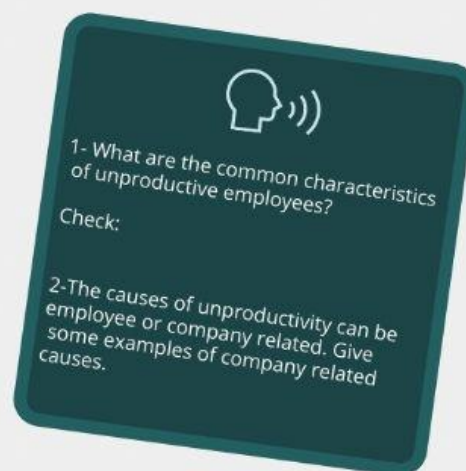 1- What are the common characteristics
of unproductive employees?
Check:
2-The causes of unproductivity can be
employee or company related. Give
some examples of company related
causes.